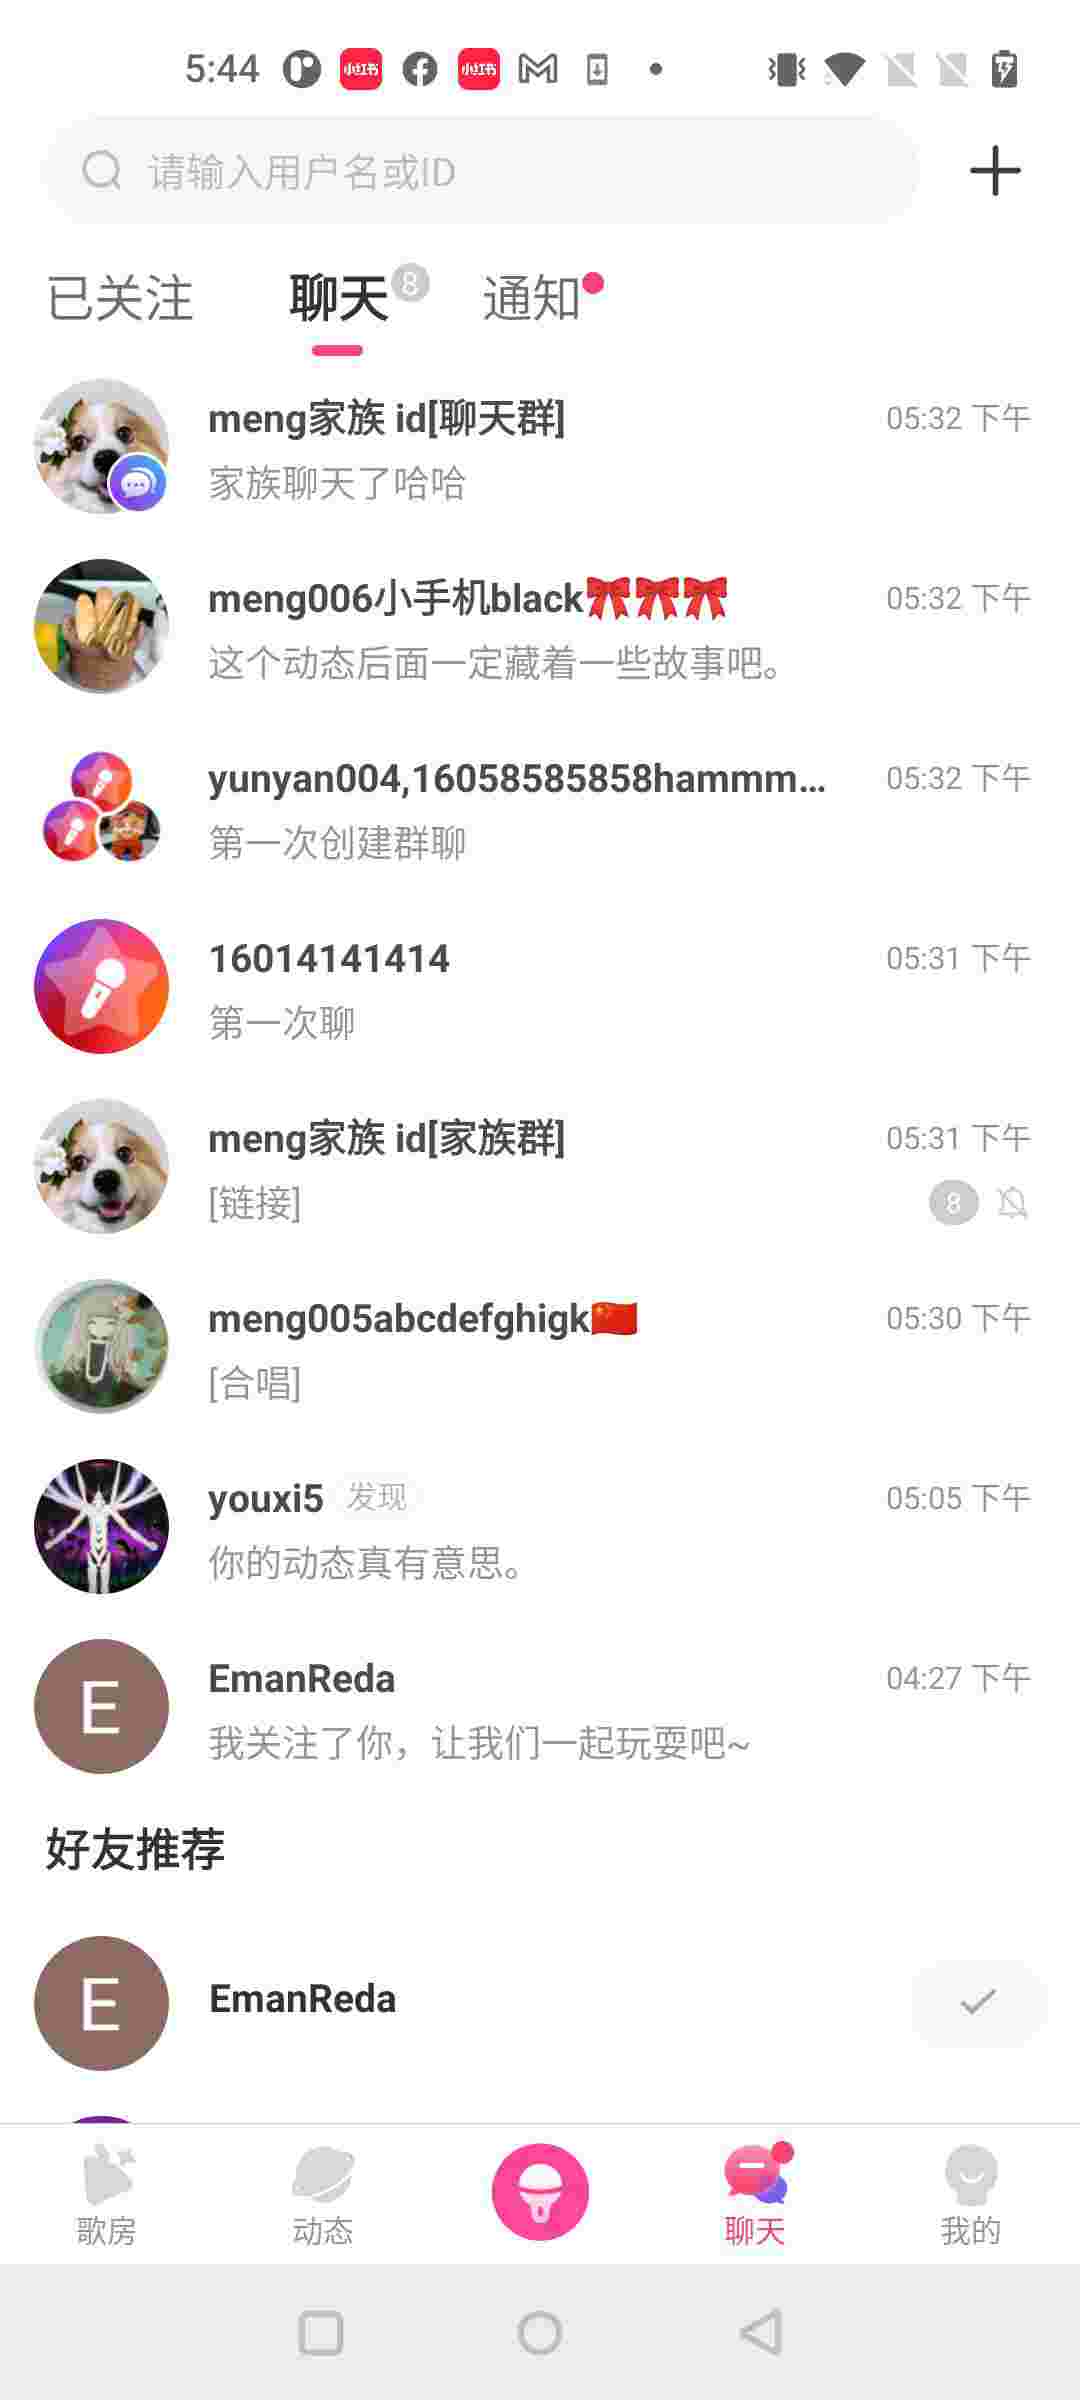 5:44
小红书
小红书
请输入用户名或ID
已关注
聊天
8
通知
meng家族 id[聊天群]
05:32 下午
家族聊天了哈哈
meng006小手机black🎀🎀🎀
05:32 下午
这个动态后面一定藏着一些故事吧。
yunyan004,16058585858hammm...
05:32 下午
第一次创建群聊
16014141414
05:31 下午
第一次聊
meng家族 id[家族群]
05:31 下午
[链接]
8
meng005abcdefghigk🇨🇳
05:30 下午
[合唱]
youxi5
发现
05:05 下午
你的动态真有意思。
E
EmanReda
04:27 下午
我关注了你，让我们一起玩耍吧~
好友推荐
E
EmanReda
歌房
动态
聊天
我的